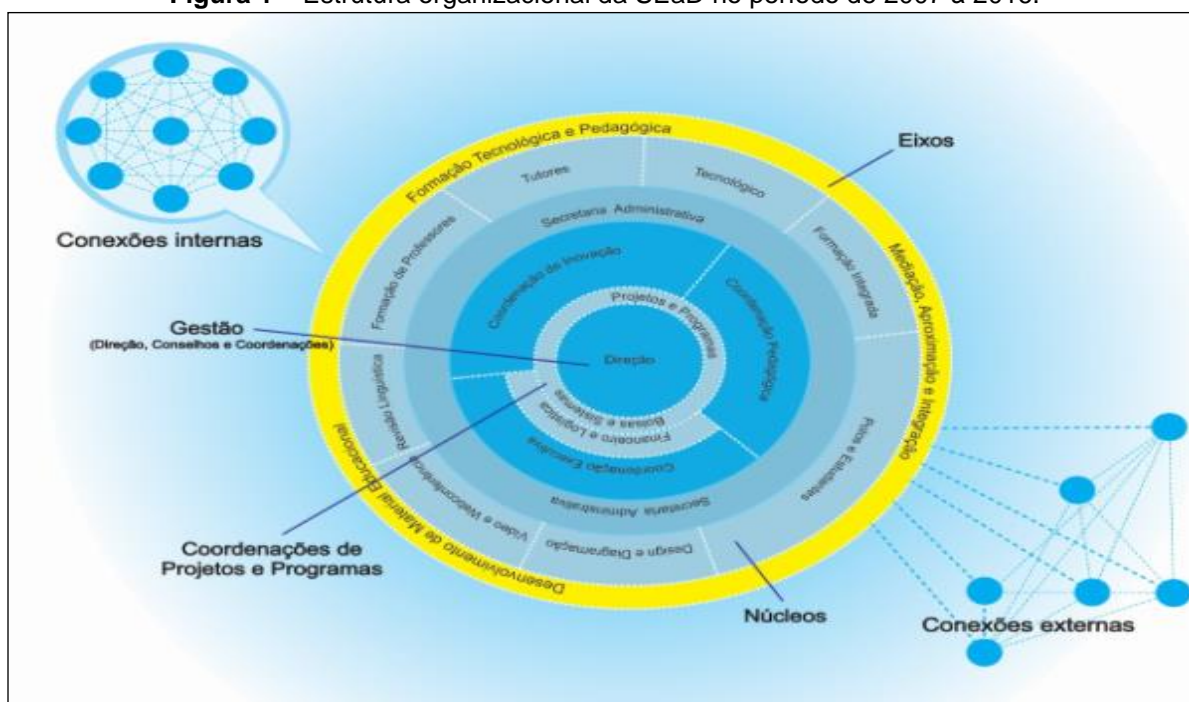 Figura 1 – Estrutura organizacional da CEaD no período de 2007 a 2016.
Conexões internas
Formação Tecnológica e Pedagógica
Eixos
Tutores
Tecnológico
Secretaria Administrativa
Formação de Professores
Formação Integrada
Mediação, Aproximação e Integração
Coordenação de Inovação
Projetos e Programas
Coordenação Pedagógica
Gestão
(Direção, Conselhos e Coordenações)
Direção
Revisão Linguística
Bolsas e Sistemas
Financeiro e Logística
Coordenação Executiva
Polos e Estudantes
Vídeo e Webconferência
Secretaria Administrativa
Desenvolvimento de Material Educacional
Design e Diagramação
Coordenações de
Projetos e Programas
Núcleos
Conexões externas